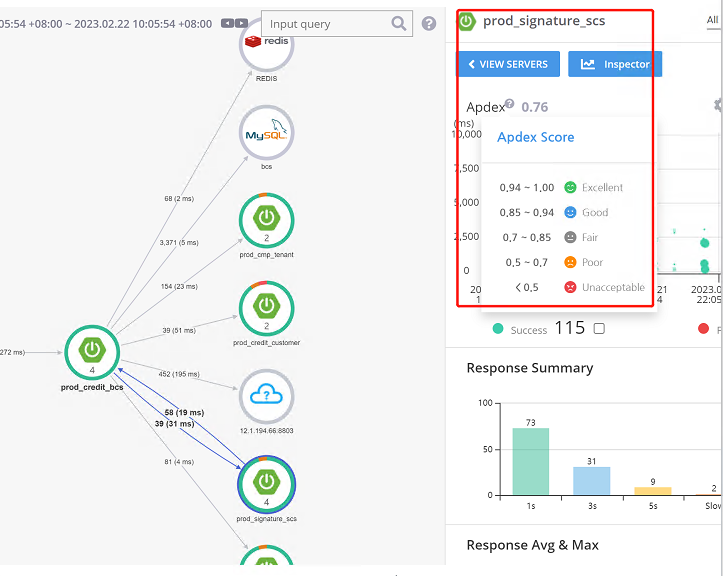 05:54 +08:00 ~ 2023.02.22 10:05:54 +08:00
Input query
?
redis
REDIS
MySQL
bcs
68 (2 ms)
3,371 (5 ms)
2
prod_cmp_tenant
154 (23 ms)
39 (51 ms)
2
prod_credit_customer
272 ms)
4
prod_credit_bcs
452 (195 ms)
?
12.1.194.66:8803
58 (19 ms)
39 (31 ms)
81 (4 ms)
4
prod_signature_scs
prod_signature_scs
All
VIEW SERVERS
Inspector
Apdex
?
0.76
(ms)
10,000
7,500
5,000
2,500
0
Apdex Score
0,94 ~ 1,00 Excellent
0,85 ~ 0,94 Good
0,7 ~ 0,85 Fair
0,5 ~ 0,7 Poor
< 0,5 Unacceptable
20
21
2023.0
1
4
22:05
Success 115
F
Response Summary
100
50
0
73
31
9
2
1s
3s
5s
Slow
Response Avg & Max